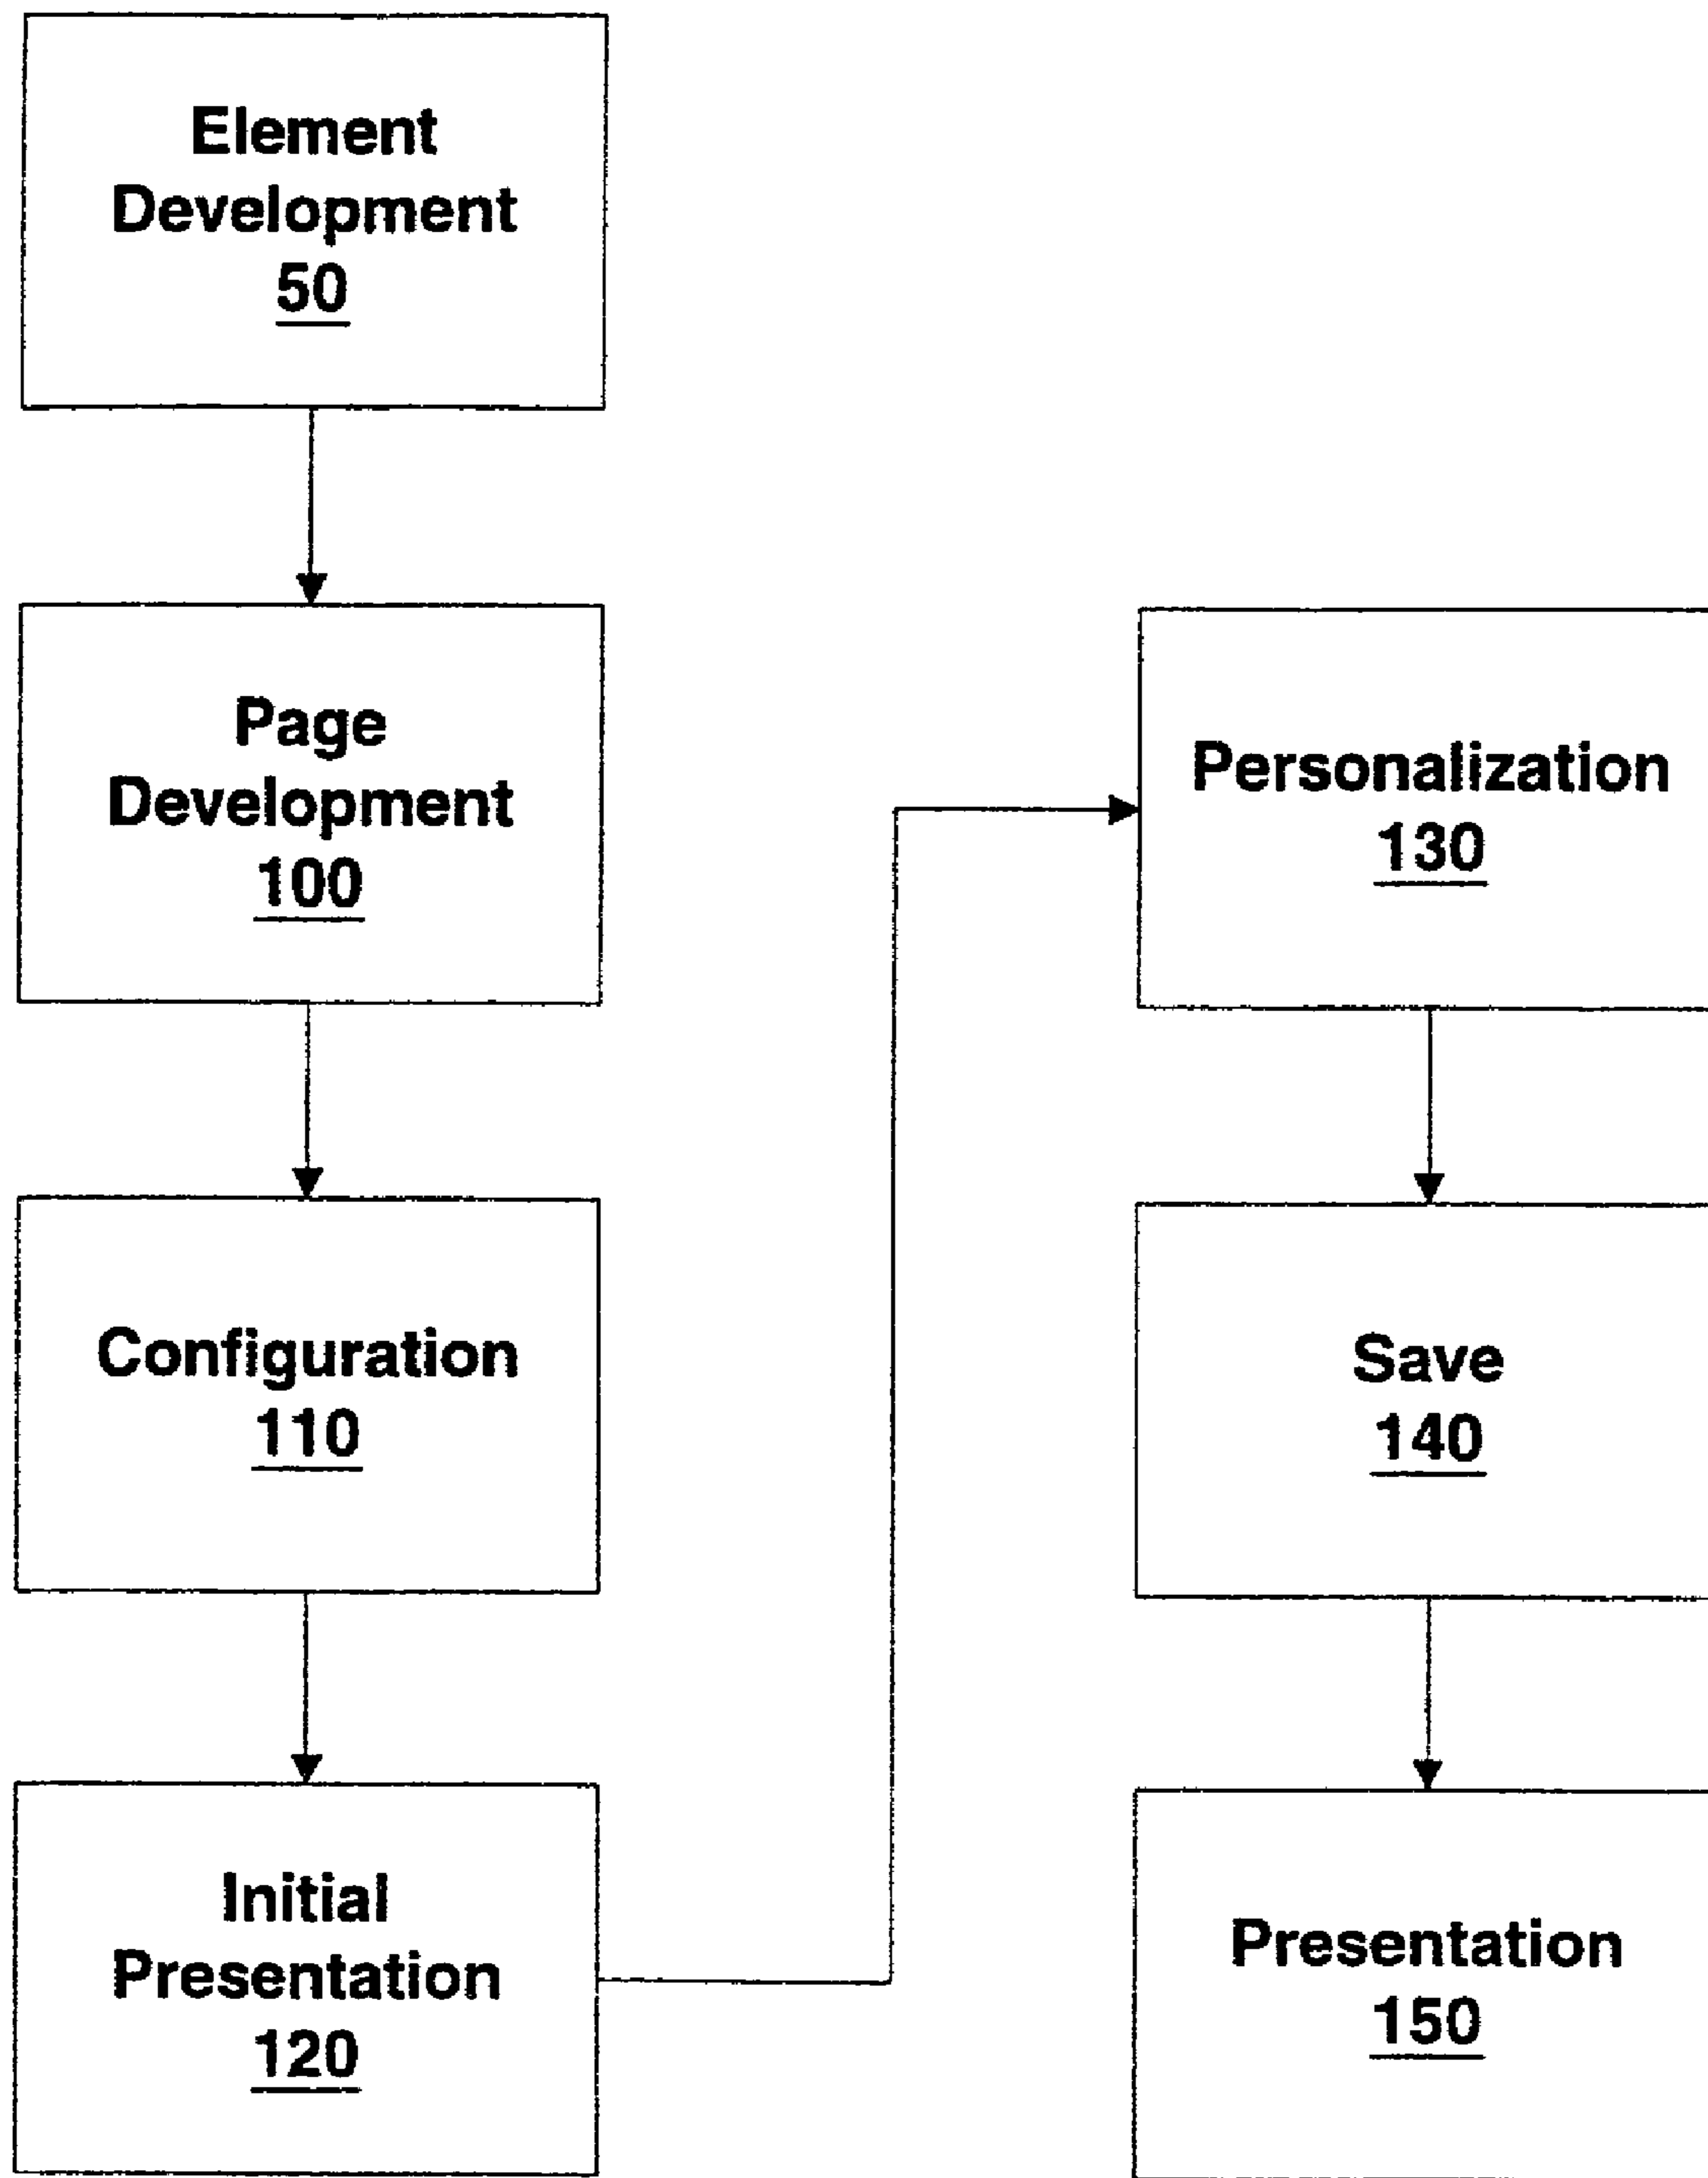 Element
Development
50
Page
Development
100
Configuration
110
Initial
Presentation
120
Personalization
130
Save
140
Presentation
150